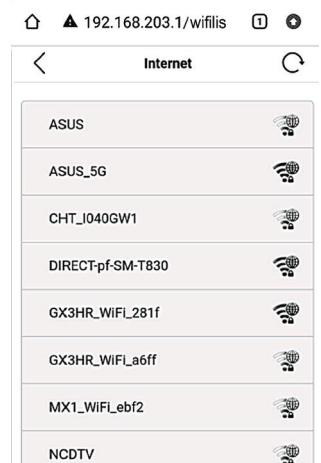 192.168.203.1/wifilis 1
Internet
ASUS
ASUS_5G
CHT_I040GW1
DIRECT-pf-SM-T830
GX3HR_WiFi_281f
GX3HR_WiFi_a6ff
MX1_WiFi_ebf2
NCDTV